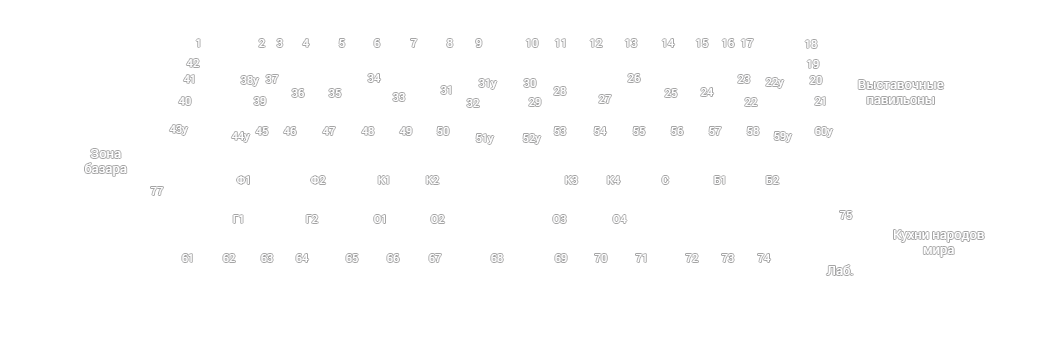 1 2 3 4 5 6 7 8 9 10 11 12 13 14 15 16 17 18
42 19
41 38у 37 34 31у 30 26 23 22у 20
36 35 33 31 28 27 25 24
40 39 32 29 22 21
Выставочные
павильоны
43у 44у 45 46 47 48 49 50 51у 52у 53 54 55 56 57 58 59у 60у
Зона
базара
77 Ф1 Ф2 К1 К2 К3 К4 С Б1 Б2
Г1 Г2 О1 О2 О3 О4 75
Кухни народов
мира
61 62 63 64 65 66 67 68 69 70 71 72 73 74
Лаб.